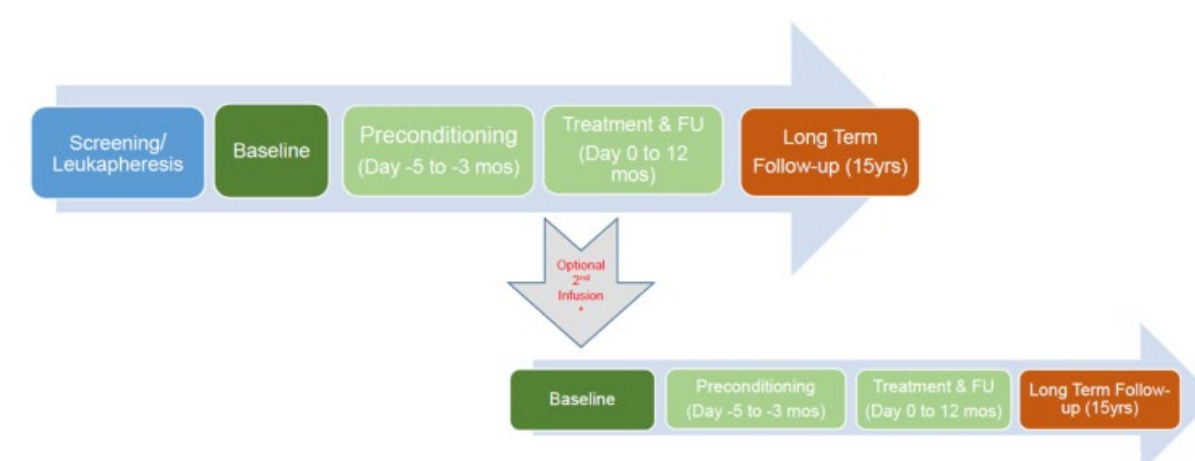 Screening/
Leukapheresis
Baseline
Preconditioning
(Day -5 to -3 mos)
Treatment & FU
(Day 0 to 12
mos)
Long Term
Follow-up (15yrs)
Optional
2nd
Infusion
*
Baseline
Preconditioning
(Day -5 to -3 mos)
Treatment & FU
(Day 0 to 12 mos)
Long Term Follow-
up (15yrs)